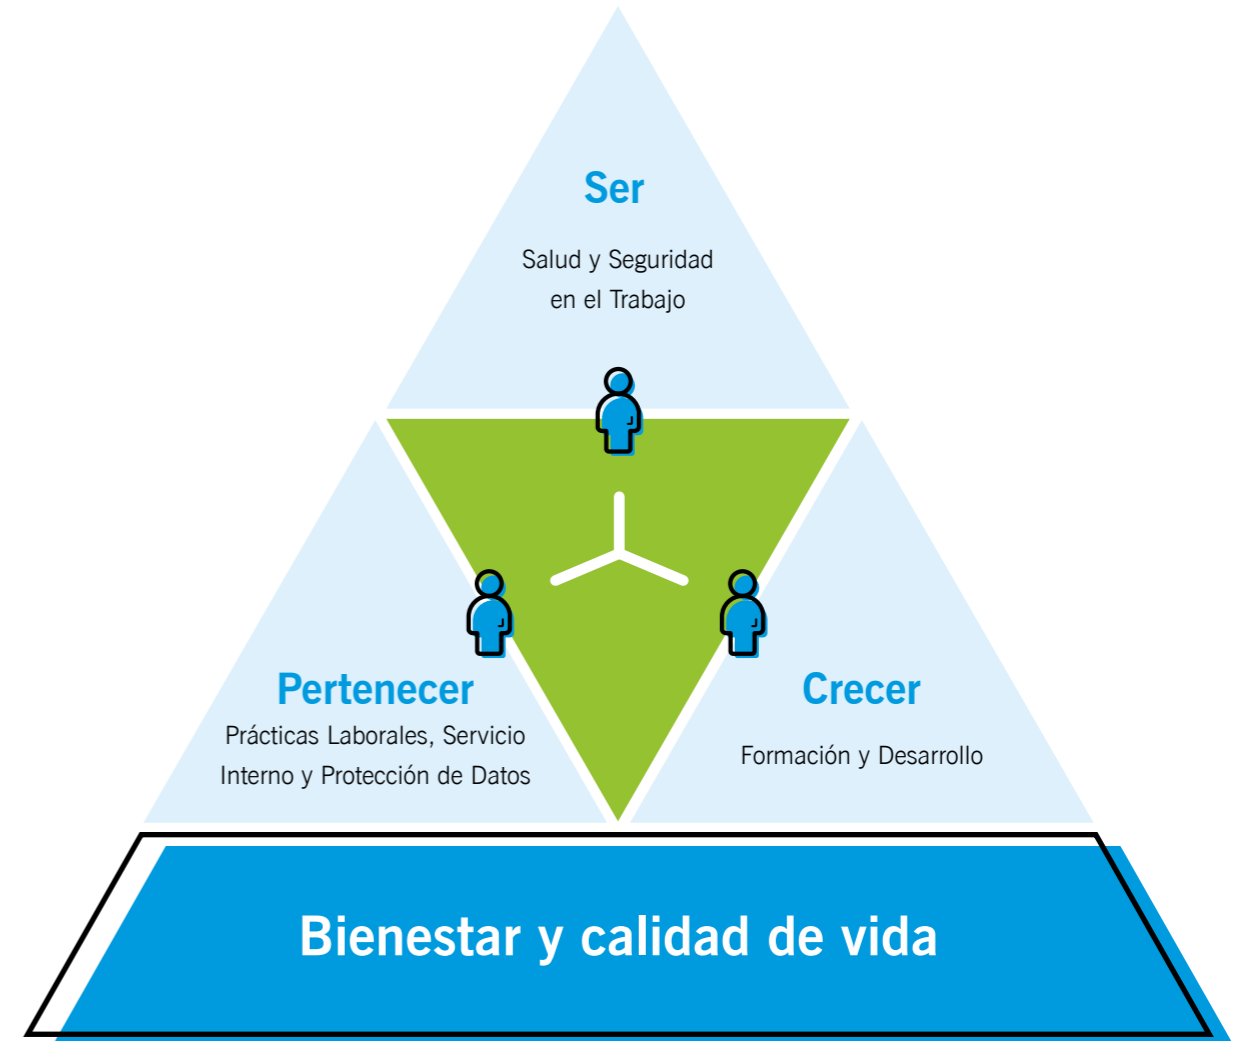 Ser
Salud y Seguridad
en el Trabajo
Pertenecer
Prácticas Laborales, Servicio
Interno y Protección de Datos
Crecer
Formación y Desarrollo
Bienestar y calidad de vida